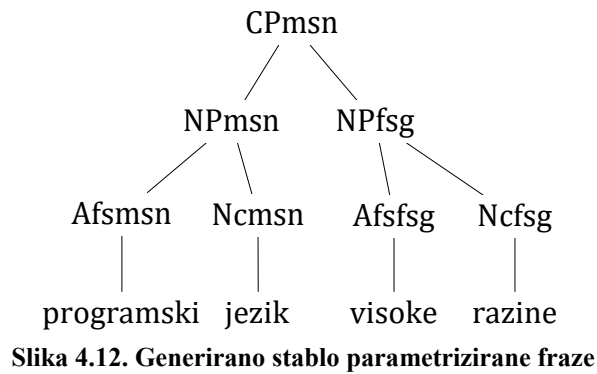 CPmsn
NPmsn NPfsg
Afsmsn Ncmsn Afsfsg Ncfsg
programski jezik visoke razine
Slika 4.12. Generirano stablo parametrizirane fraze